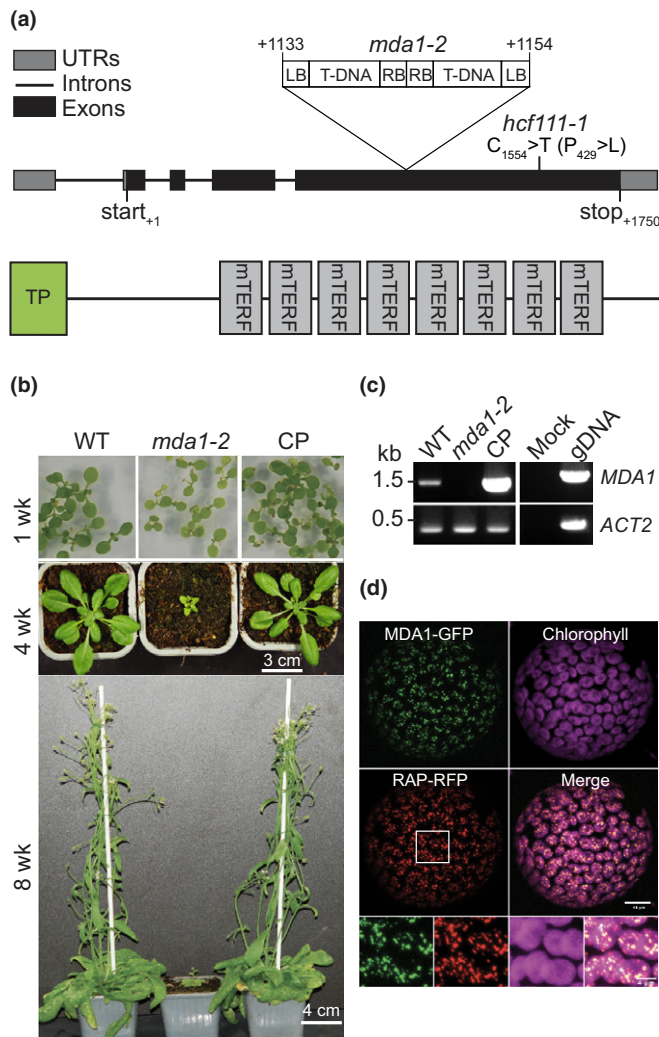 (a)
UTRs
Introns
Exons
+1133 mda1-2 +1154
LB T-DNA RB RB T-DNA LB
hcf111-1
C1554>T (P429>L)
start+1
stop+1750
TP mTERF mTERF mTERF mTERF mTERF mTERF mTERF mTERF
(b)
WT mda1-2 CP
1 wk
4 wk
3 cm
8 wk
4 cm
(c)
kb WT mda1-2 CP Mock gDNA
1.5 MDA1
0.5 ACT2
(d)
MDA1-GFP Chlorophyll
RAP-RFP Merge